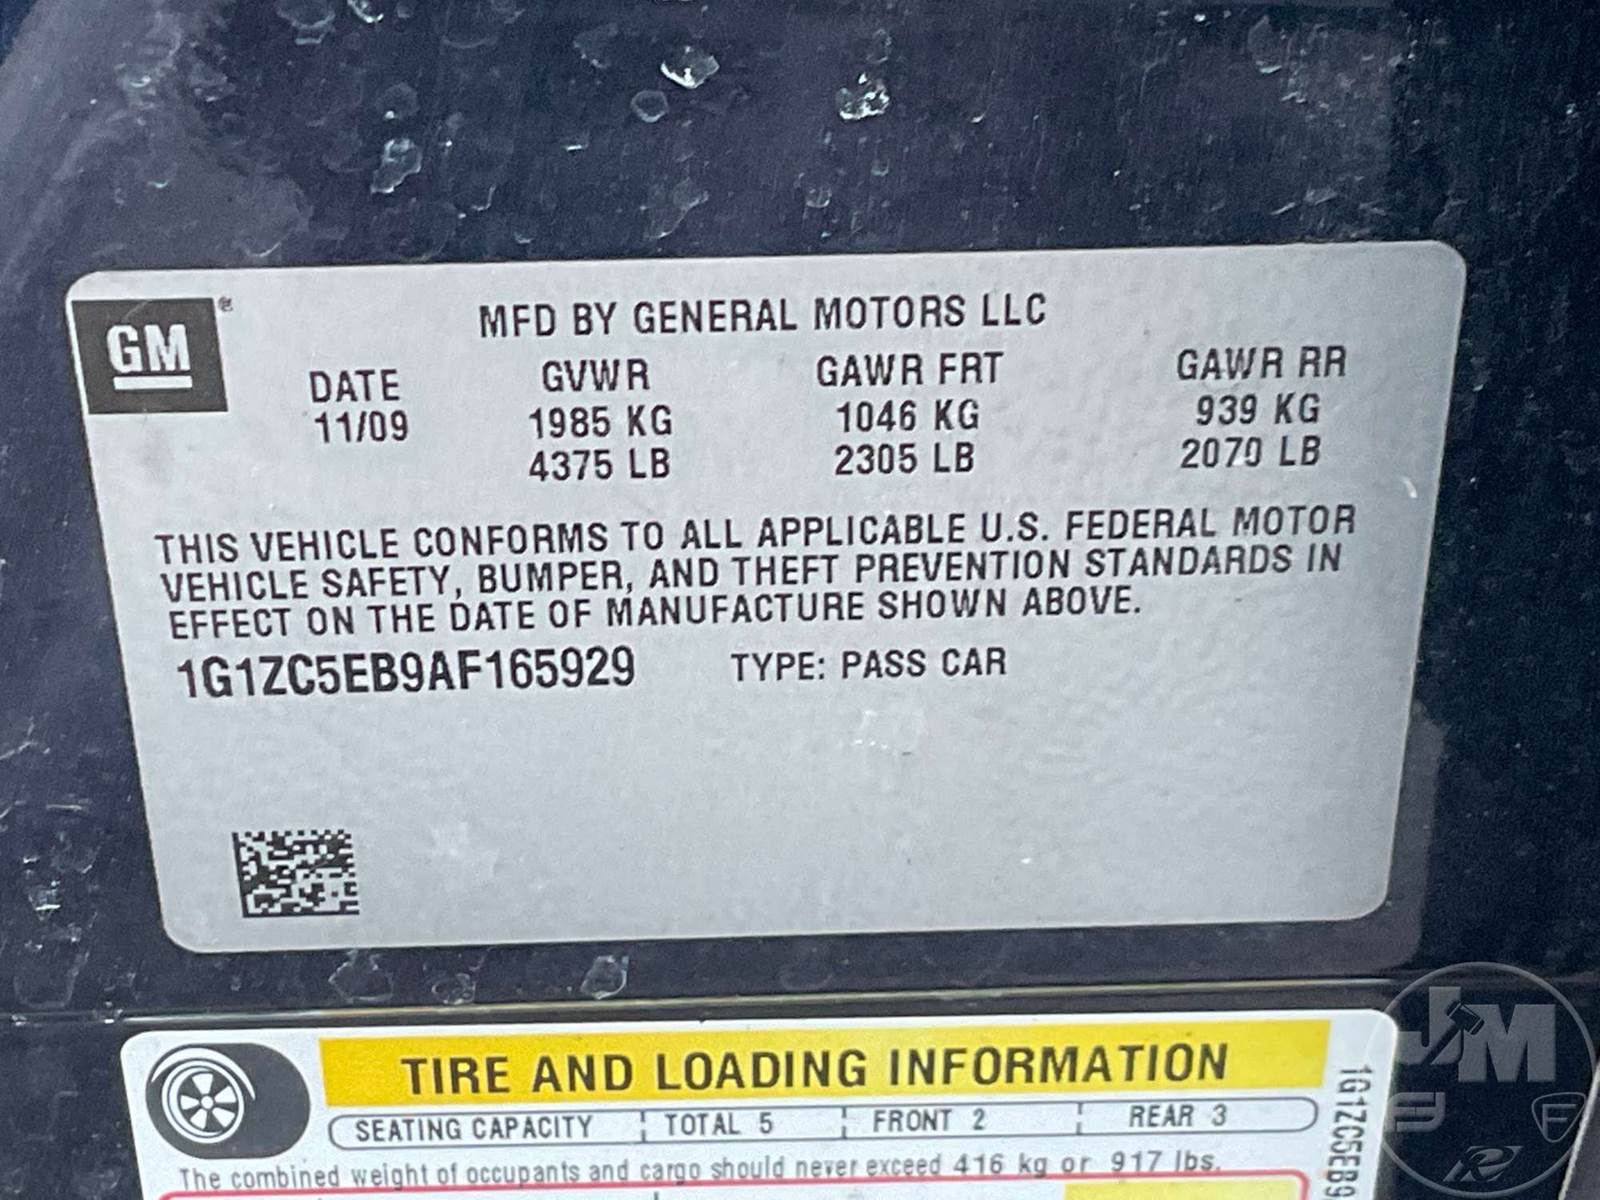 GM
MFD BY GENERAL MOTORS LLC
DATE GVWR GAWR FRT GAWR RR
11/09 1985 KG 1046 KG 939 KG
4375 LB 2305 LB 2070 LB
THIS VEHICLE CONFORMS TO ALL APPLICABLE U.S. FEDERAL MOTOR
VEHICLE SAFETY, BUMPER, AND THEFT PREVENTION STANDARDS IN
EFFECT ON THE DATE OF MANUFACTURE SHOWN ABOVE.
1G1ZC5EB9AF165929 TYPE: PASS CAR
TIRE AND LOADING INFORMATION
SEATING CAPACITY TOTAL 5 FRONT 2 REAR 3
The combined weight of occupants and cargo should never exceed 416 kg or 917 lbs.
1G1ZC5EB9
JM